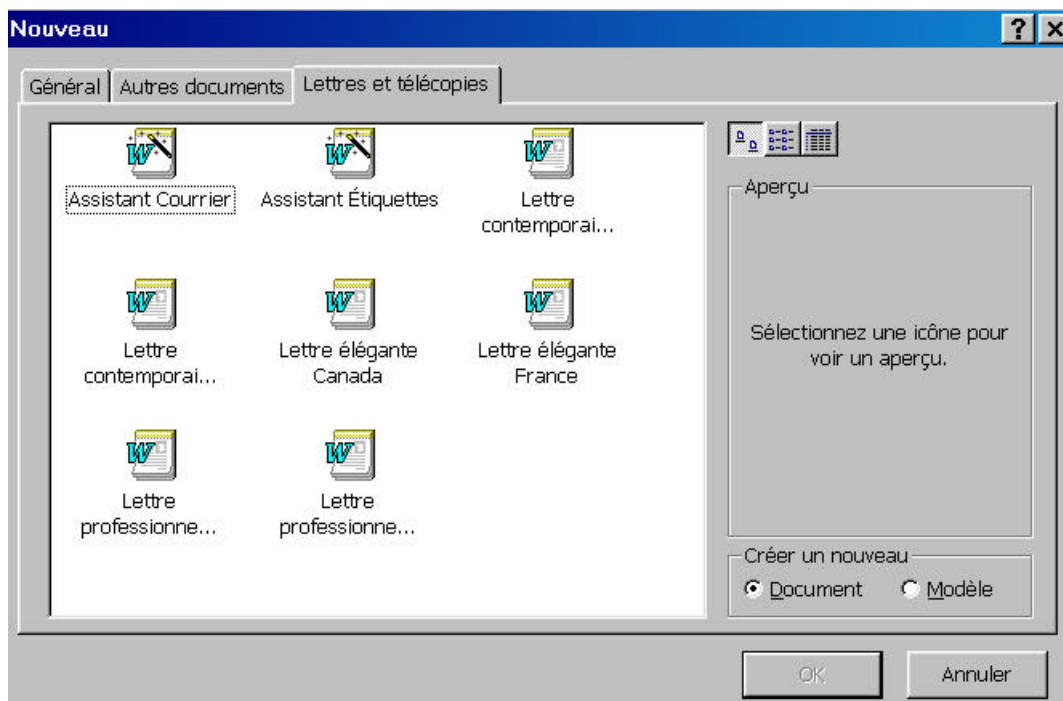 Nouveau
Général
Autres documents
Lettres et télécopies
Assistant Courrier
Assistant Étiquettes
Lettre
contemporai...
Lettre
contemporai...
Lettre élégante
Canada
Lettre élégante
France
Lettre
professionne...
Lettre
professionne...
Aperçu
Sélectionnez une icône pour
voir un aperçu.
Créer un nouveau
Document
Modèle
OK
Annuler